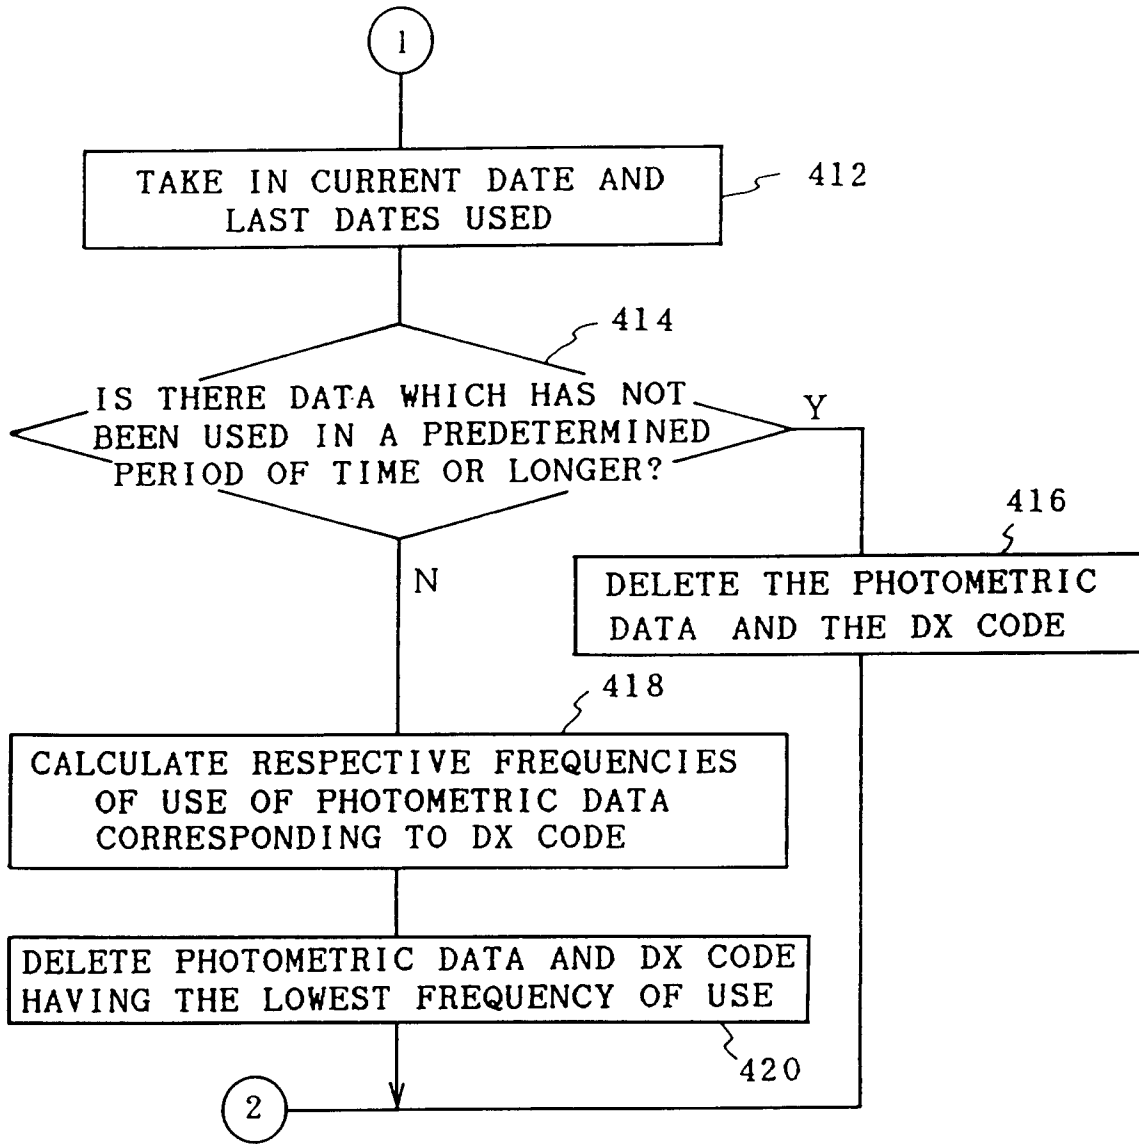 1
TAKE IN CURRENT DATE AND
LAST DATES USED
412
414
IS THERE DATA WHICH HAS NOT
BEEN USED IN A PREDETERMINED
PERIOD OF TIME OR LONGER?
Y
N
416
DELETE THE PHOTOMETRIC
DATA AND THE DX CODE
418
CALCULATE RESPECTIVE FREQUENCIES
OF USE OF PHOTOMETRIC DATA
CORRESPONDING TO DX CODE
DELETE PHOTOMETRIC DATA AND DX CODE
HAVING THE LOWEST FREQUENCY OF USE
420
2